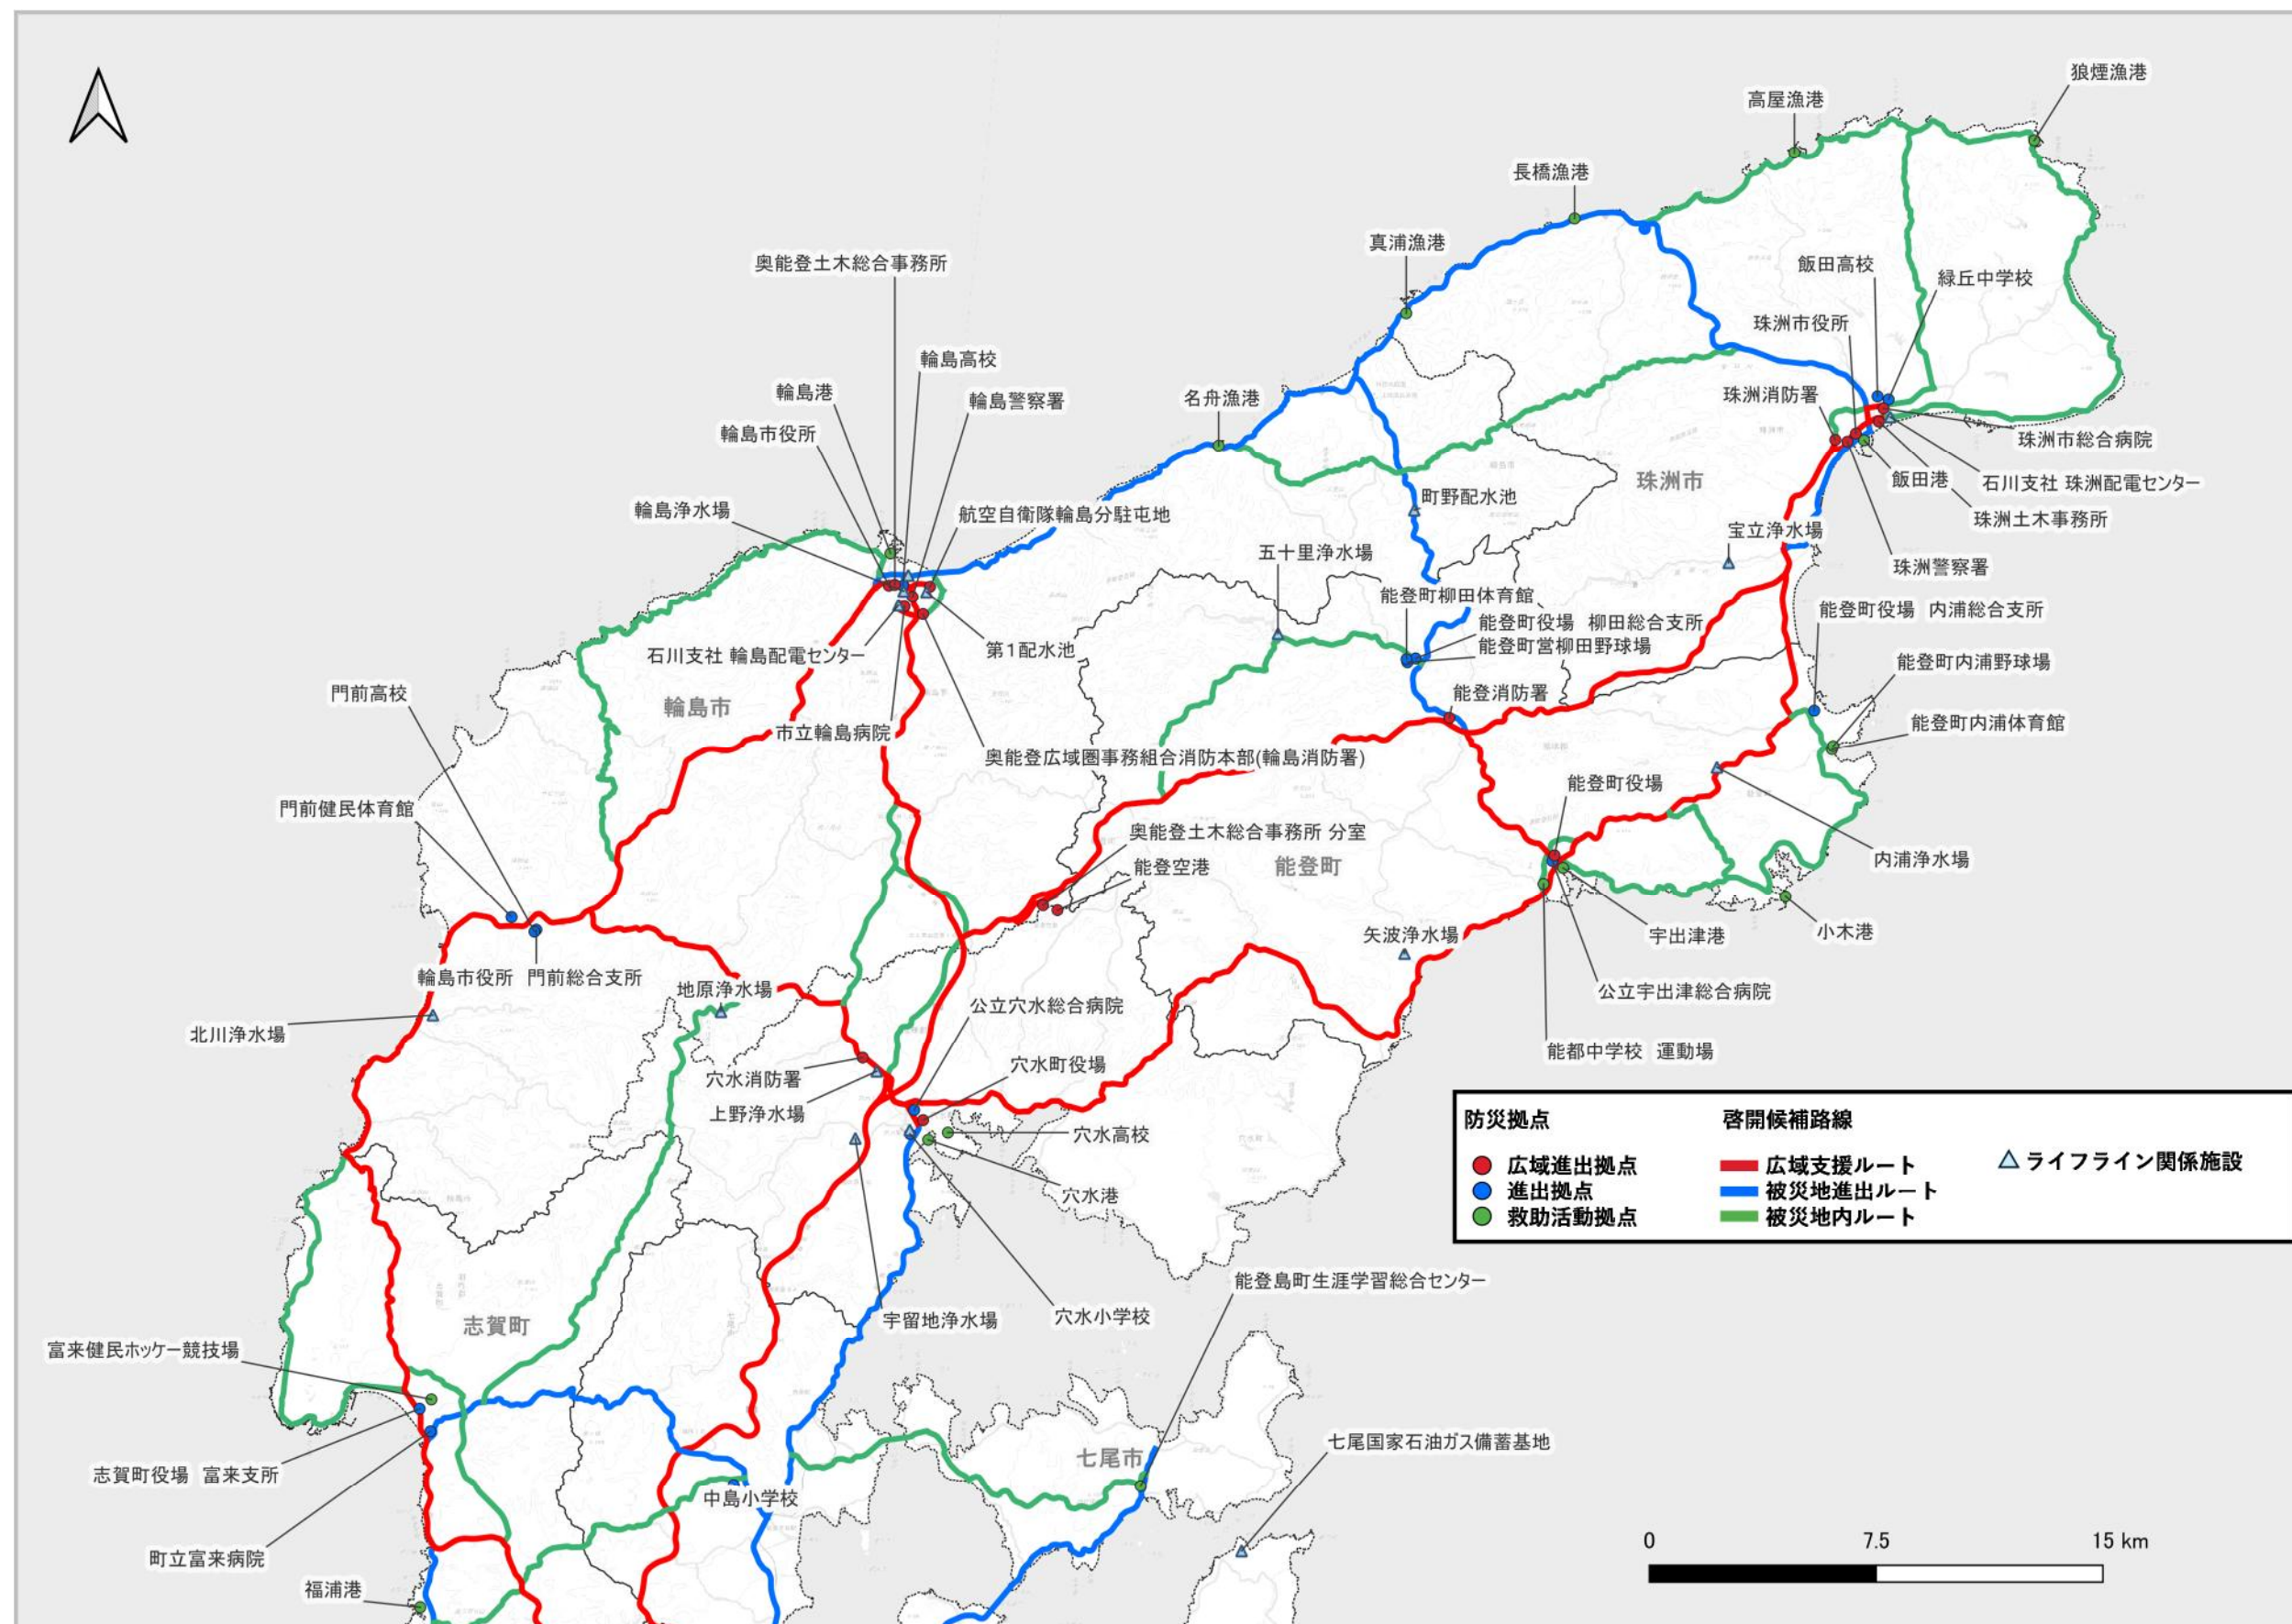 狼煙漁港
高屋漁港
長橋漁港
真浦漁港
奥能登土木総合事務所
飯田高校
緑丘中学校
珠洲市役所
輪島高校
輪島港
輪島警察署
名舟漁港
珠洲消防署
輪島市役所
珠洲市総合病院
珠洲市
飯田港
石川支社 珠洲配電センター
町野配水池
輪島浄水場
航空自衛隊輪島分駐屯地
珠洲土木事務所
宝立浄水場
五十里浄水場
珠洲警察署
能登町柳田体育館
能登町役場 内浦総合支所
能登町役場 柳田総合支所
能登町営柳田野球場
第1配水池
石川支社 輪島配電センター
能登町内浦野球場
門前高校
能登消防署
輪島市
能登町内浦体育館
市立輪島病院
奥能登広域圏事務組合消防本部(輪島消防署)
能登町役場
門前健民体育館
奥能登土木総合事務所 分室
能登空港
能登町
内浦浄水場
矢波浄水場
宇出津港
小木港
輪島市役所 門前総合支所
地原浄水場
公立宇出津総合病院
公立穴水総合病院
北川浄水場
能都中学校 運動場
穴水町役場
穴水消防署
上野浄水場
穴水高校
穴水港
防災拠点
啓開候補路線
広域進出拠点
広域支援ルート
ライフライン関係施設
進出拠点
被災地進出ルート
救助活動拠点
被災地内ルート
能登島町生涯学習総合センター
宇留地浄水場
穴水小学校
志賀町
富来健民ホッケー競技場
七尾市
七尾国家石油ガス備蓄基地
志賀町役場 富来支所
中島小学校
町立富来病院
福浦港
0 7.5 15 km